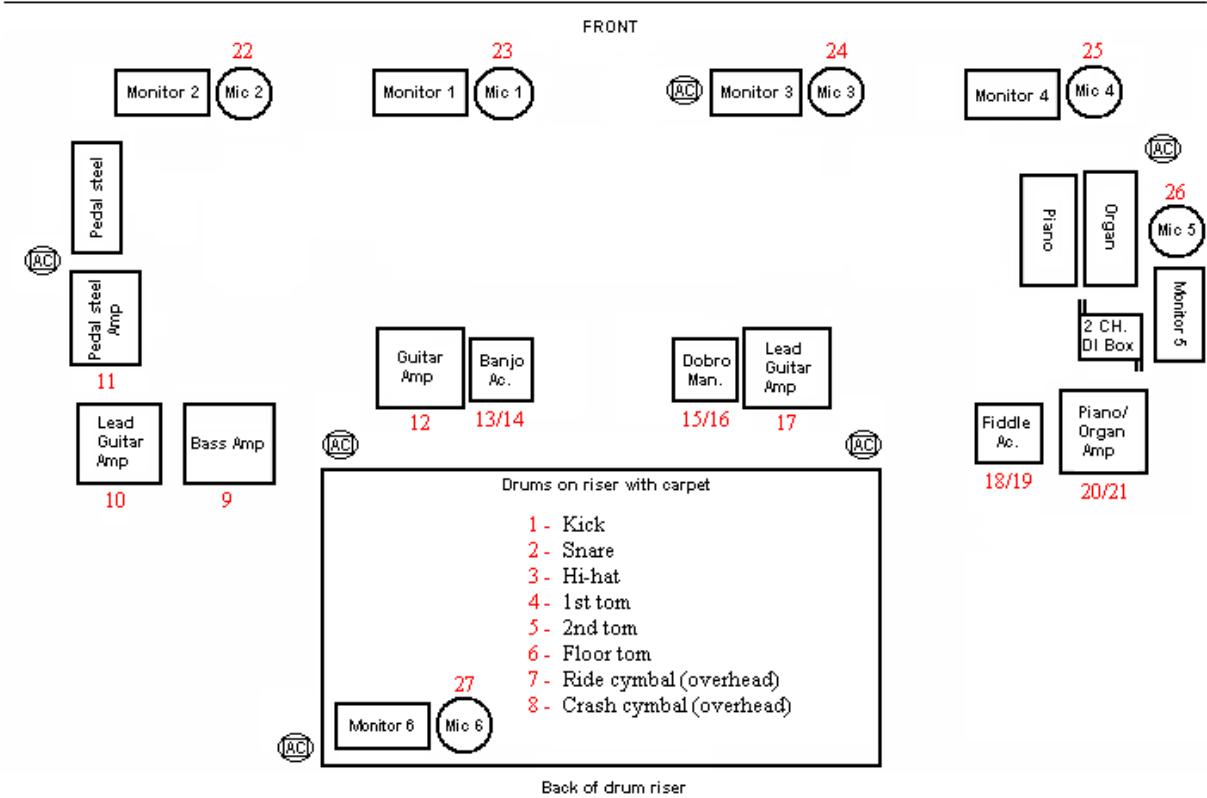 FRONT
22
23
24
25
Monitor 2
Mic 2
Monitor 1
Mic 1
AC
Monitor 3
Mic 3
Monitor 4
Mic 4
AC
Pedal steel
Piano
Organ
26
Mic 5
AC
Pedal steel
Amp
11
2 CH.
DI Box
Monitor 5
Guitar
Amp
12
Banjo
Ac.
13/14
Dobro
Man.
15/16
Lead
Guitar
Amp
17
Lead
Guitar
Amp
10
Bass Amp
9
AC
AC
Fiddle
Ac.
18/19
Piano/
Organ
Amp
20/21
Drums on riser with carpet
1 - Kick
2 - Snare
3 - Hi-hat
4 - 1st tom
5 - 2nd tom
6 - Floor tom
7 - Ride cymbal (overhead)
8 - Crash cymbal (overhead)
27
Monitor 6
Mic 6
AC
Back of drum riser